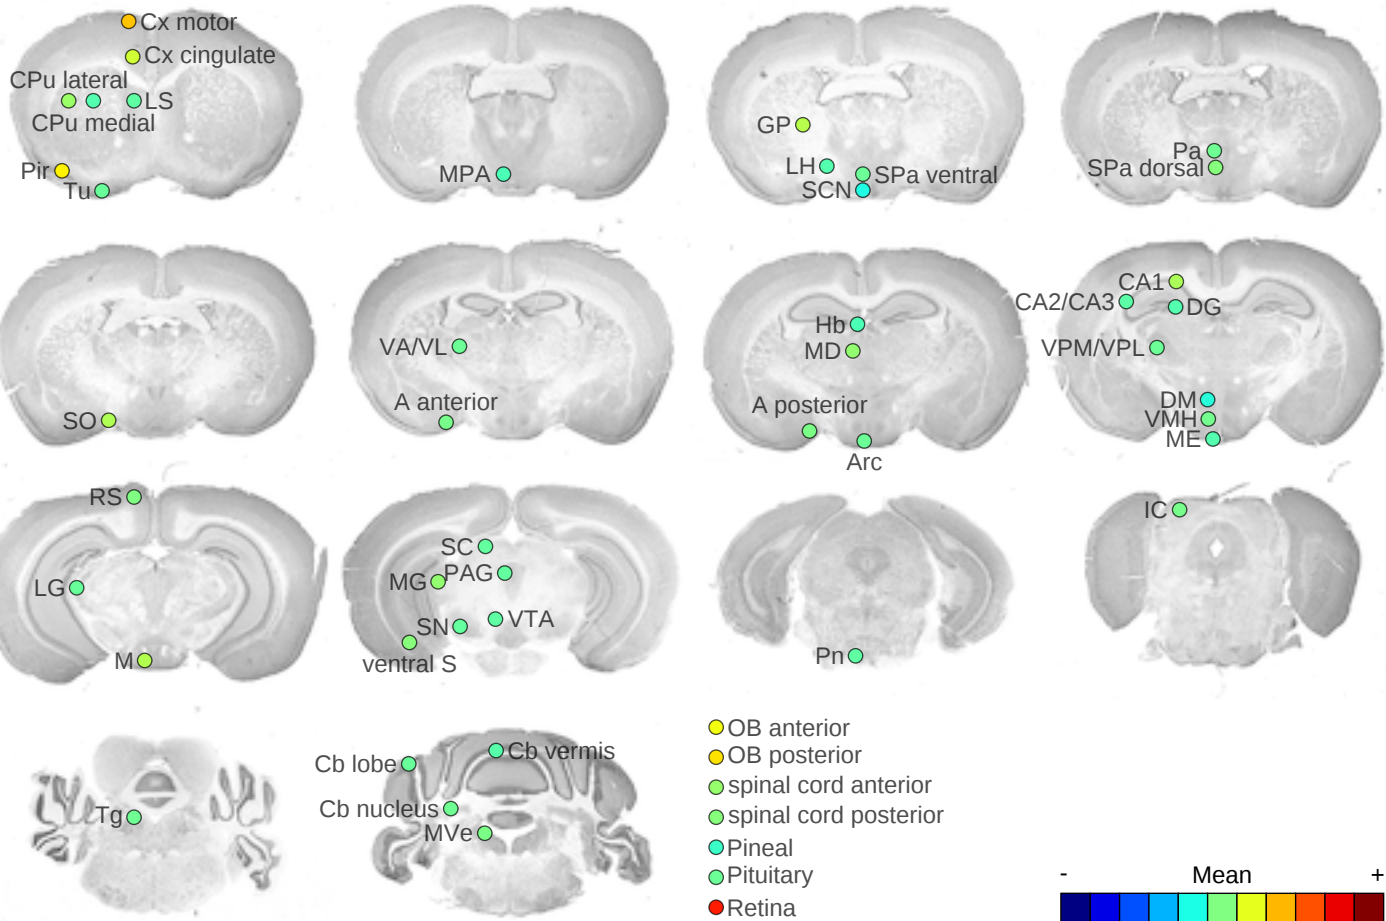 Cx motor
Cx cingulate
CPu lateral
LS
CPu medial
Pir
Tu
MPA
GP
LH
SPa ventral
SCN
Pa
SPa dorsal
SO
VA/VL
A anterior
Hb
MD
A posterior
Arc
CA1
CA2/CA3
DG
VPM/VPL
DM
VMH
ME
RS
LG
M
SC
PAG
MG
SN
VTA
ventral S
Pn
IC
Tg
Cb lobe
Cb vermis
Cb nucleus
MVe
OB anterior
OB posterior
spinal cord anterior
spinal cord posterior
Pineal
Pituitary
Retina
- Mean +